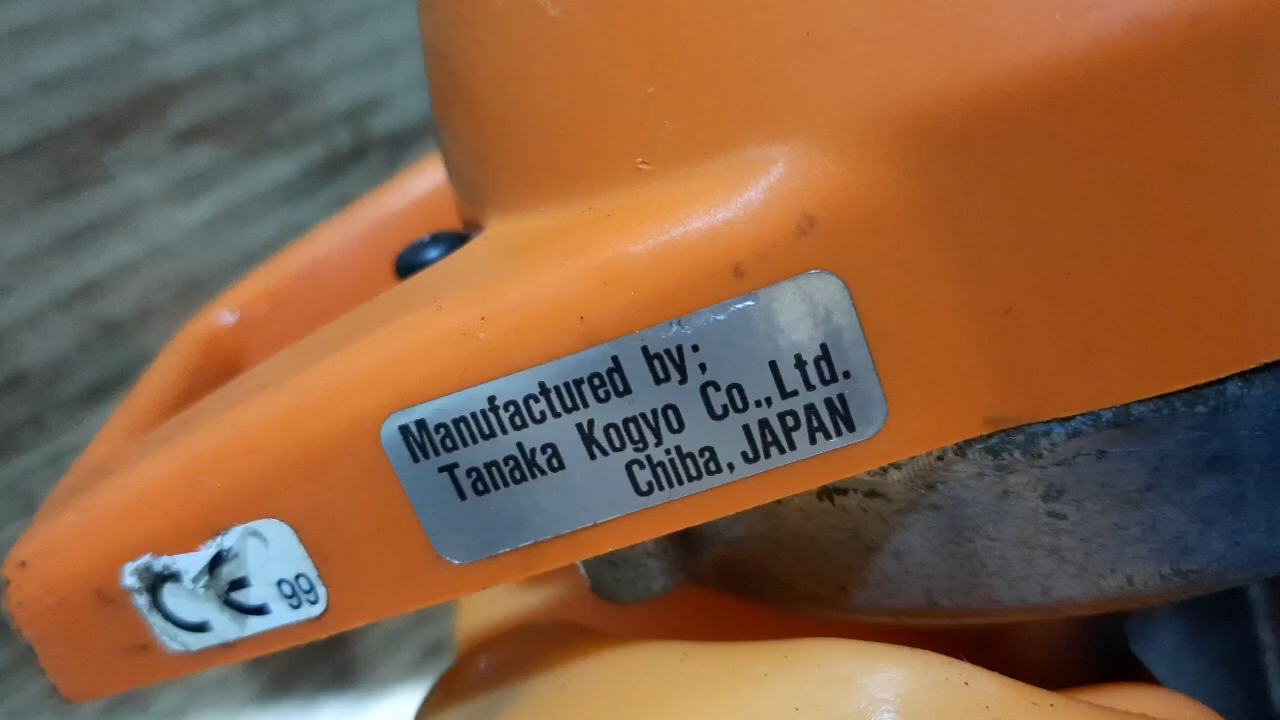 Manufactured by;
Tanaka Kogyo Co.,Ltd.
Chiba, JAPAN
CE 99